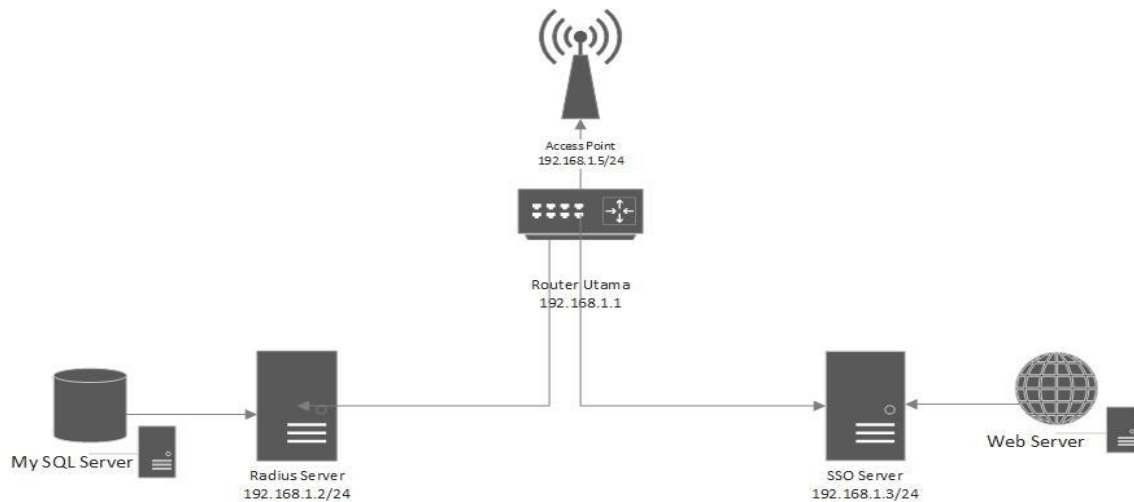 Access Point
192.168.1.5/24
Router Utama
192.168.1.1
My SQL Server
Radius Server
192.168.1.2/24
SSO Server
192.168.1.3/24
Web Server